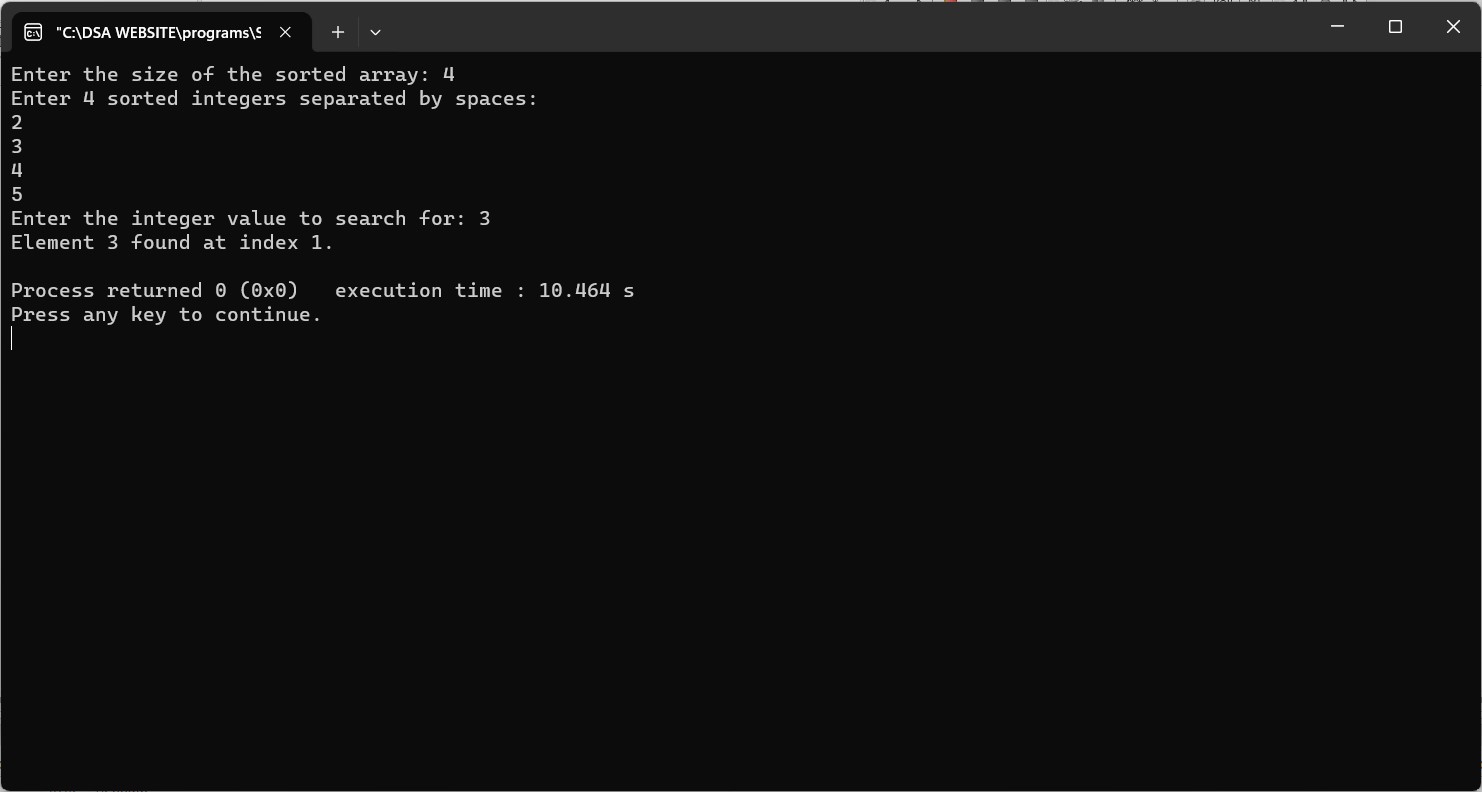 "C:\DSA WEBSITE\programs\S
Enter the size of the sorted array: 4
Enter 4 sorted integers separated by spaces:
2
3
4
5
Enter the integer value to search for: 3
Element 3 found at index 1.
Process returned 0 (0x0)   execution time : 10.464 s
Press any key to continue.